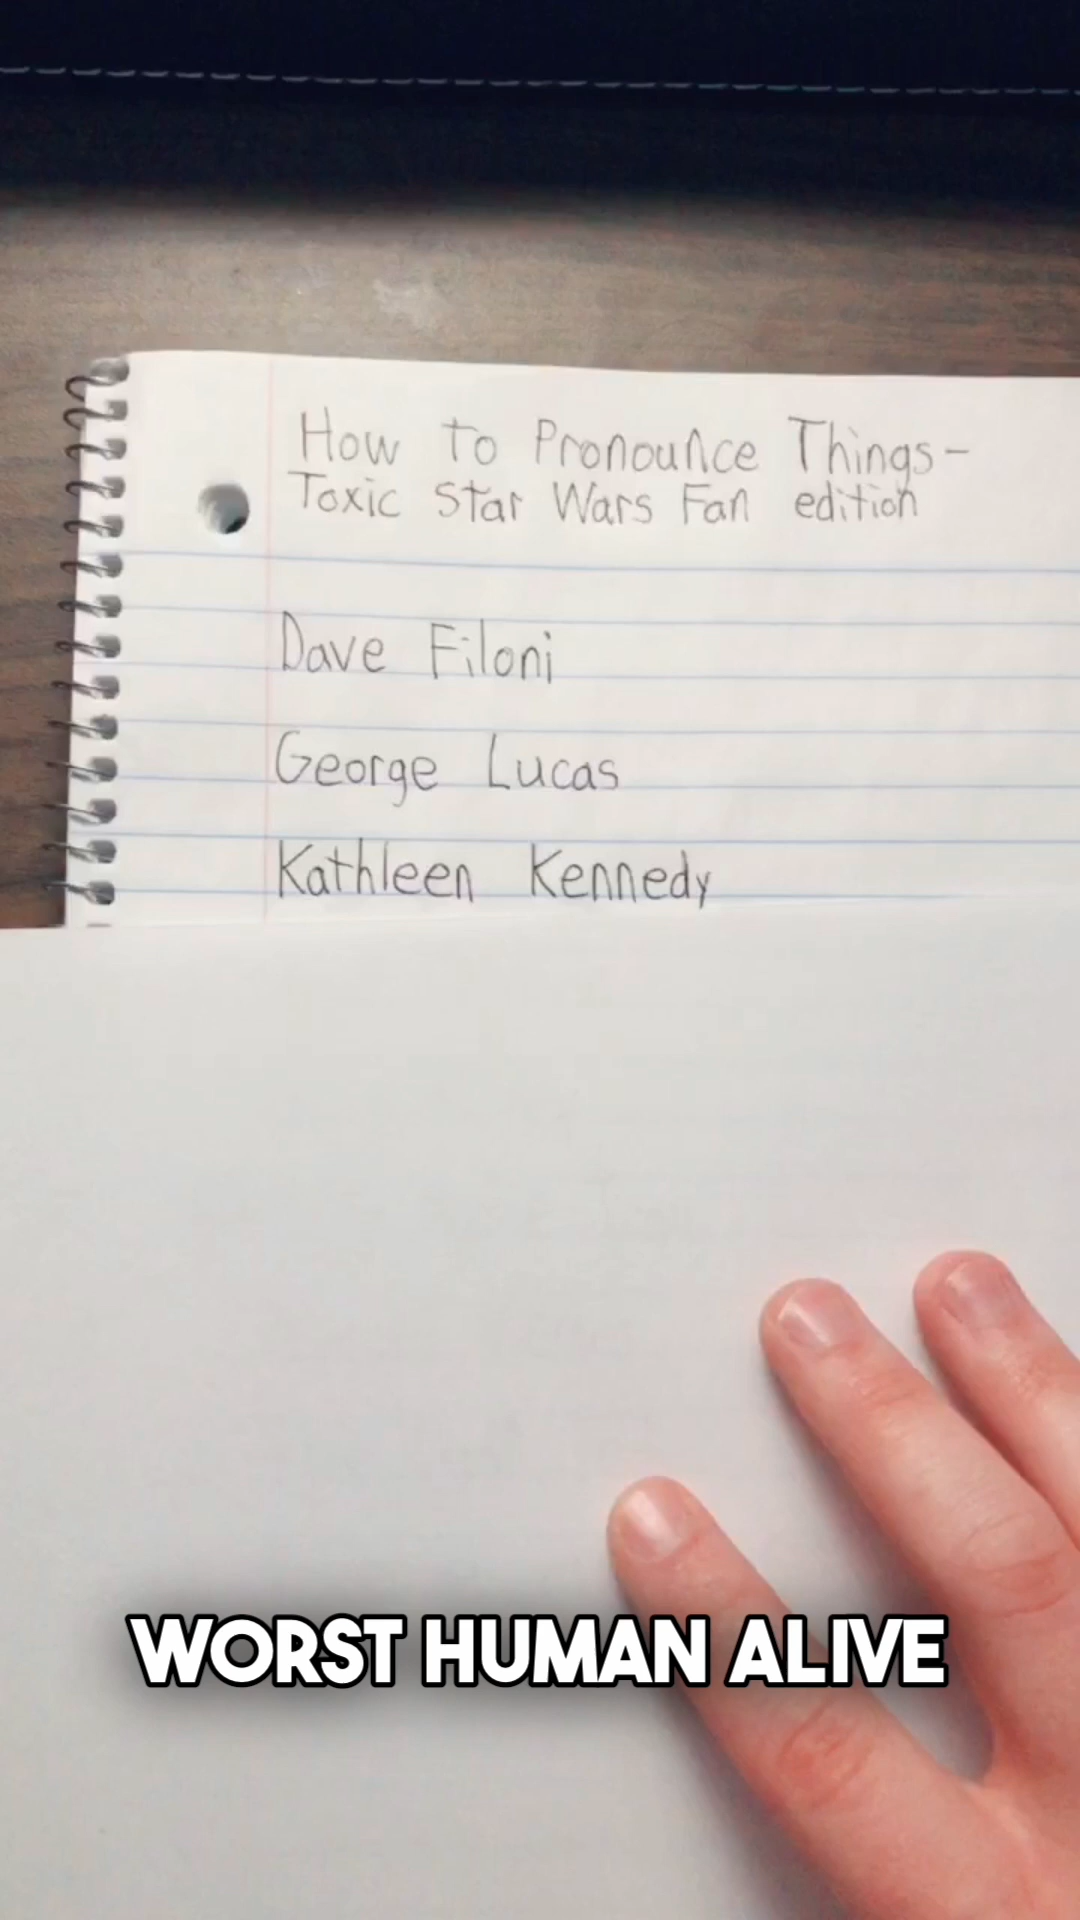 How to Pronounce Things-
Toxic Star Wars Fan edition
Dave Filoni
George Lucas
Kathleen Kennedy
WORST HUMAN ALIVE